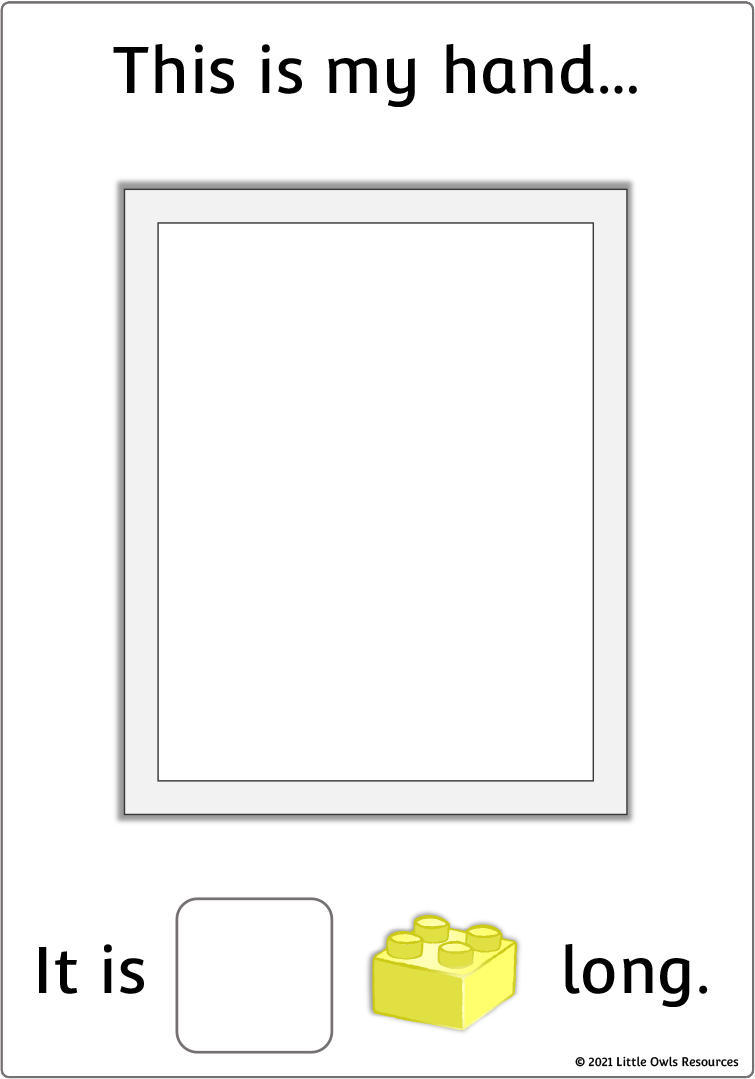 This is my hand...
It is long.
© 2021 Little Owls Resources